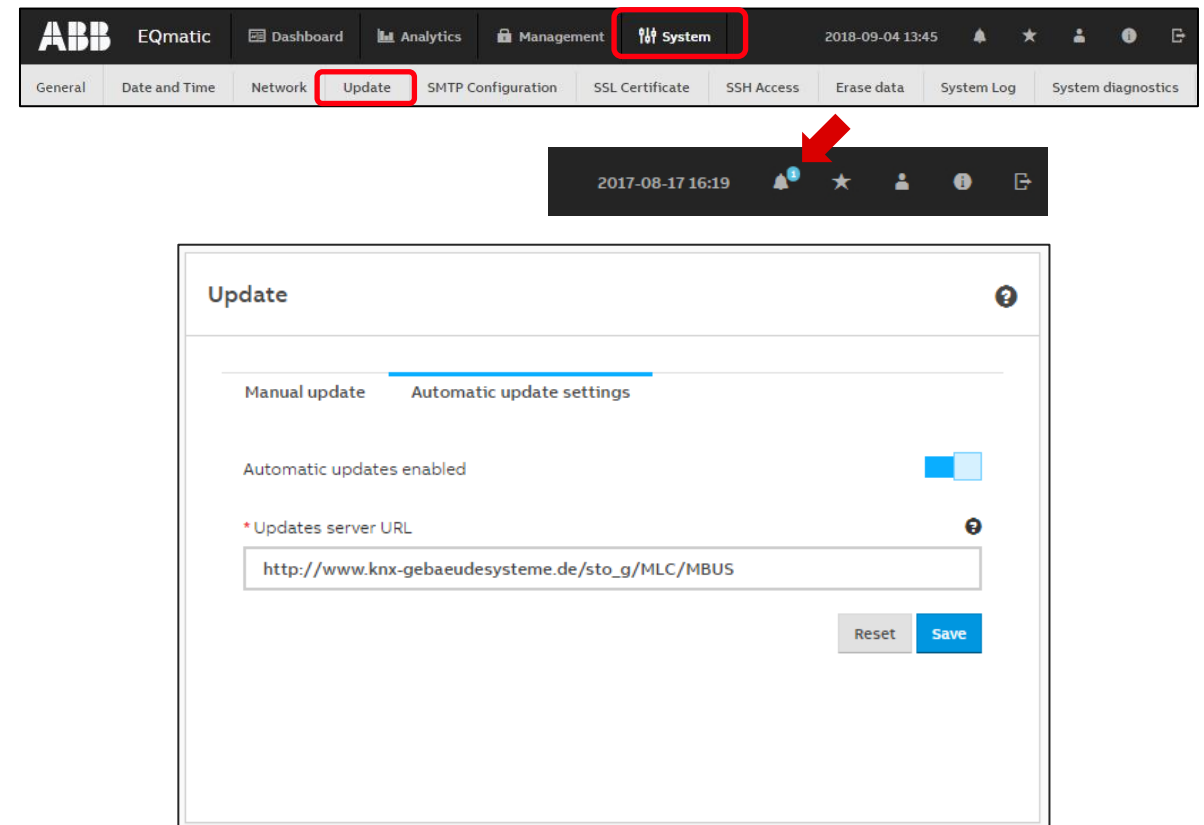 ABB EQmatic Dashboard Analytics Management System 2018-09-04 13:45
General Date and Time Network Update SMTP Configuration SSL Certificate SSH Access Erase data System Log System diagnostics
2017-08-17 16:19 1
Update
Manual update Automatic update settings
Automatic updates enabled
* Updates server URL
http://www.knx-gebaeudesysteme.de/sto_g/MLC/MBUS
Reset Save